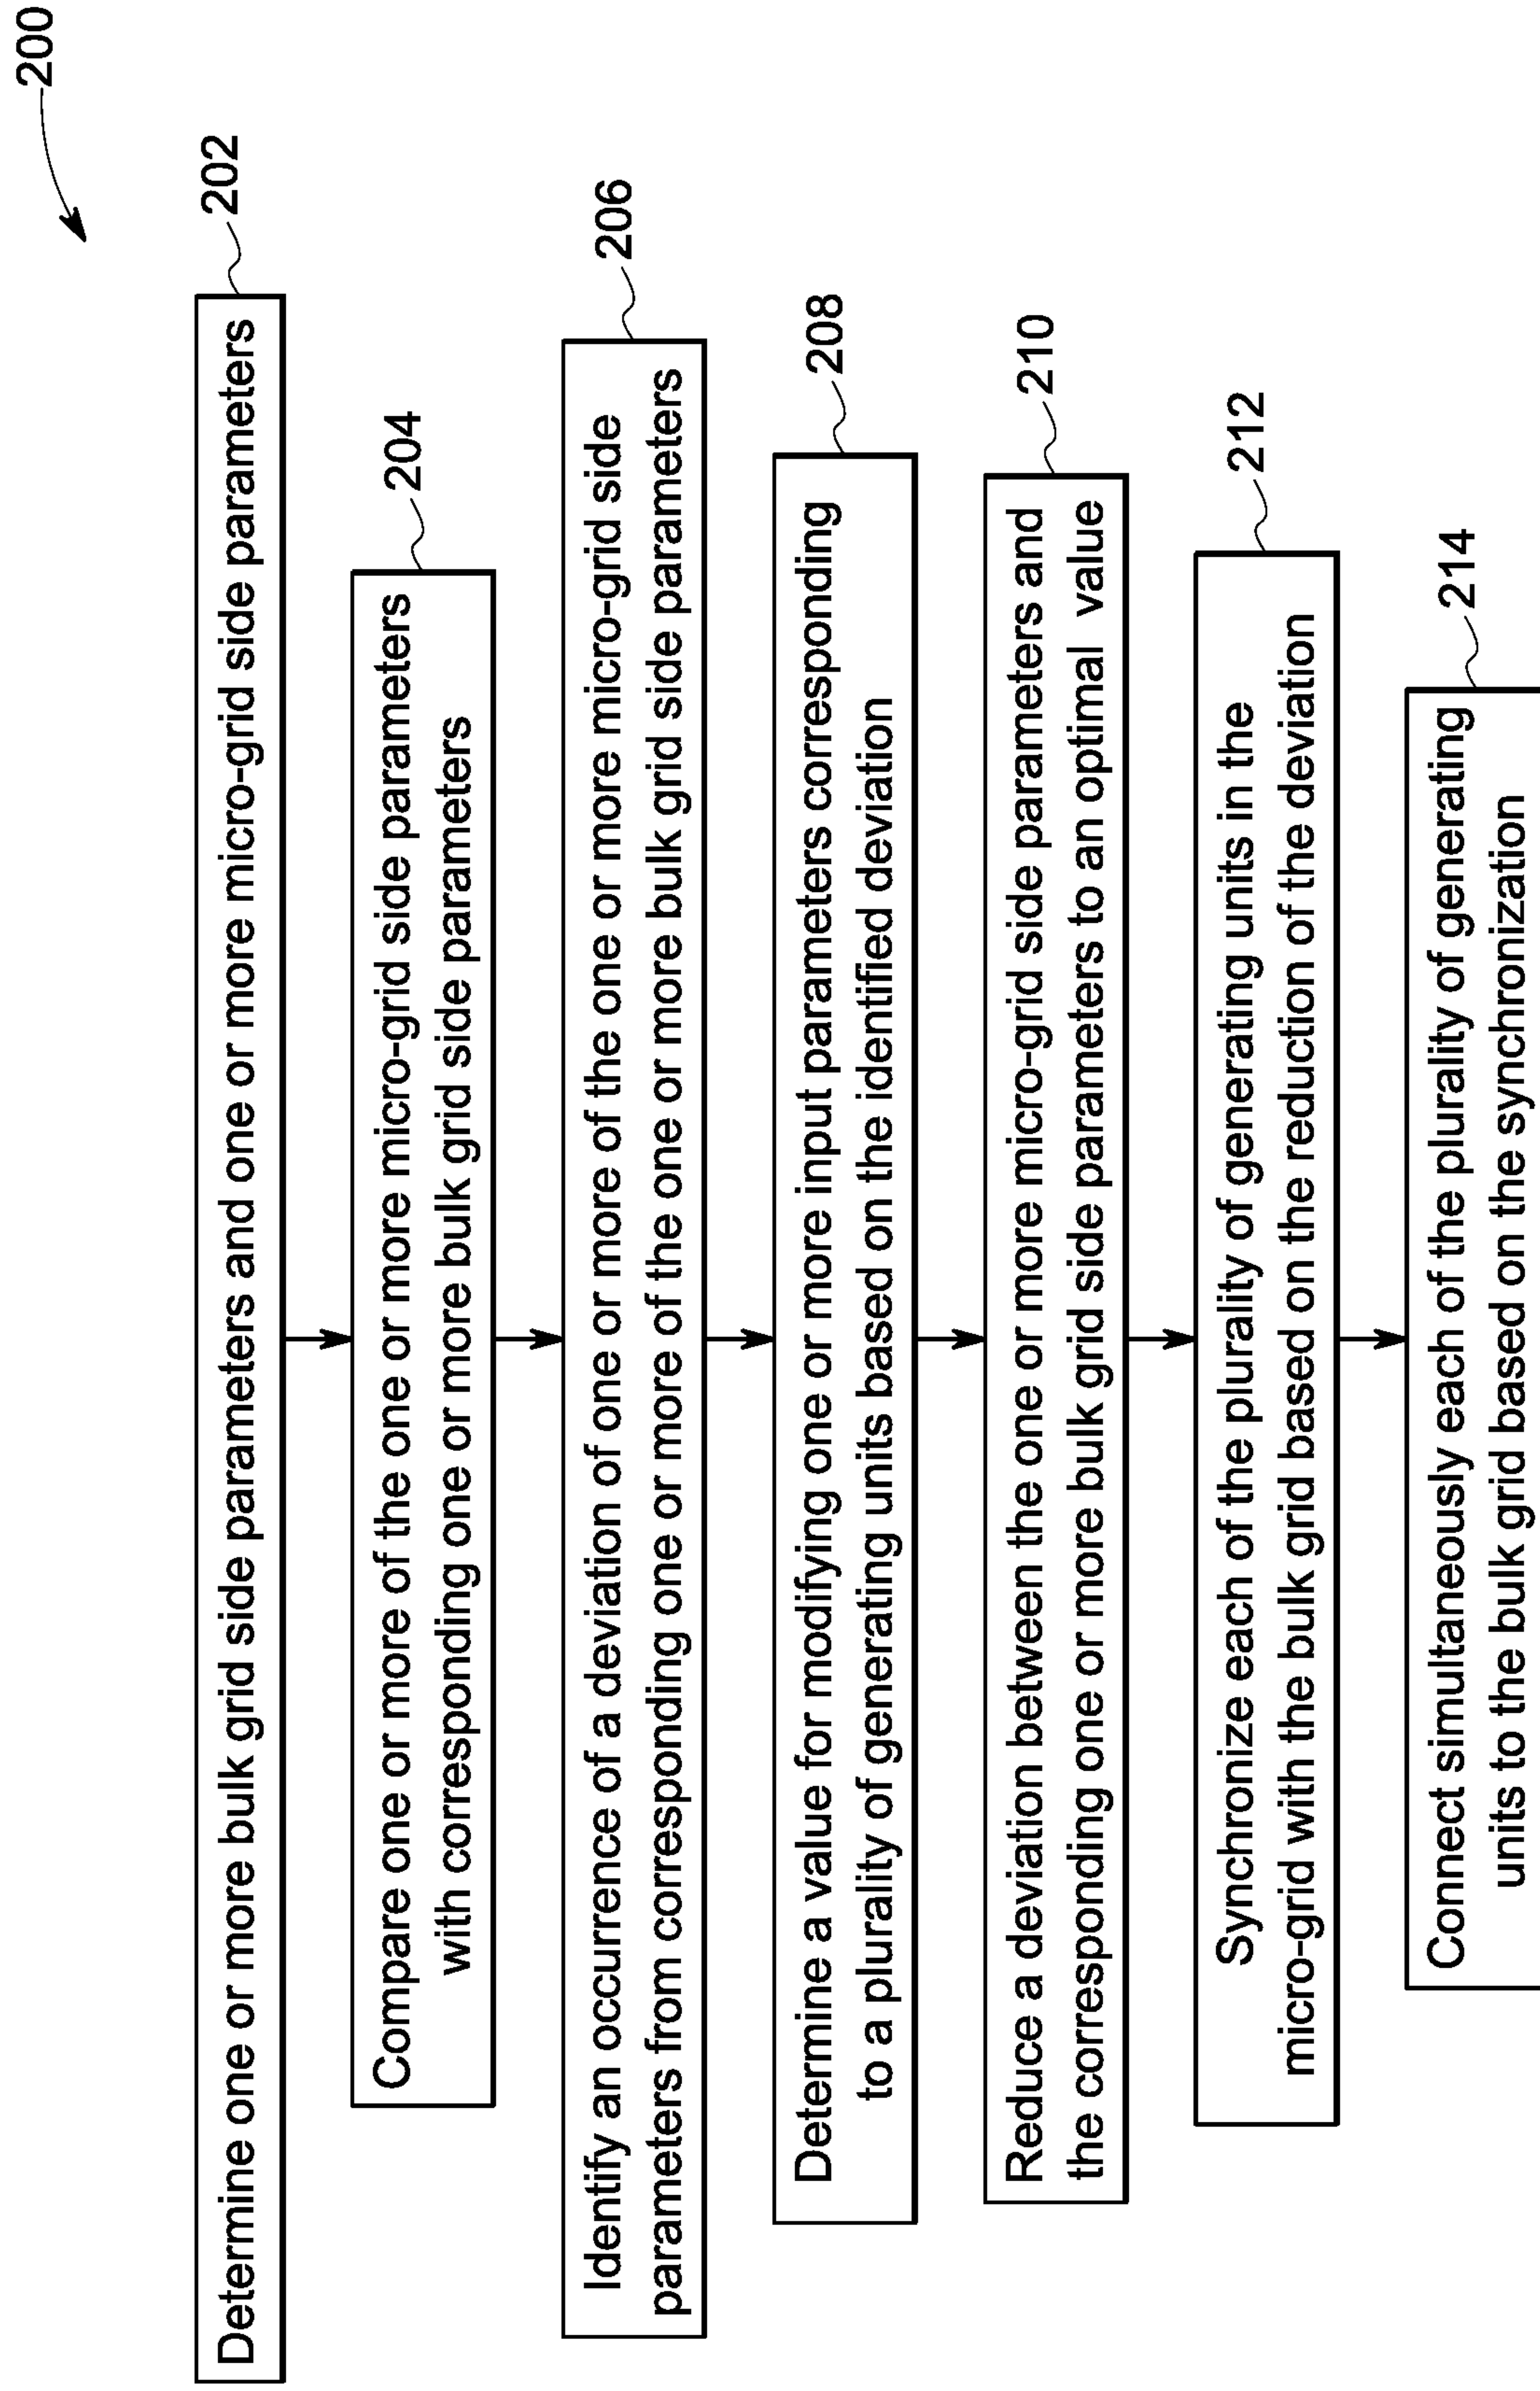 200
Determine one or more bulk grid side parameters and one or more micro-grid side parameters
202
Compare one or more of the one or more micro-grid side parameters
with corresponding one or more bulk grid side parameters
204
Identify an occurrence of a deviation of one or more of the one or more micro-grid side
parameters from corresponding one or more of the one or more bulk grid side parameters
206
Determine a value for modifying one or more input parameters corresponding
to a plurality of generating units based on the identified deviation
208
Reduce a deviation between the one or more micro-grid side parameters and
the corresponding one or more bulk grid side parameters to an optimal value
210
Synchronize each of the plurality of generating units in the
micro-grid with the bulk grid based on the reduction of the deviation
212
Connect simultaneously each of the plurality of generating
units to the bulk grid based on the synchronization
214